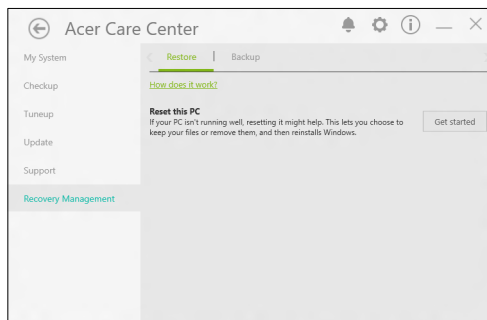 Acer Care Center
My System
Checkup
Tuneup
Update
Support
Recovery Management
Restore | Backup
How does it work?
Reset this PC
If your PC isn't running well, resetting it might help. This lets you choose to
keep your files or remove them, and then reinstalls Windows.
Get started